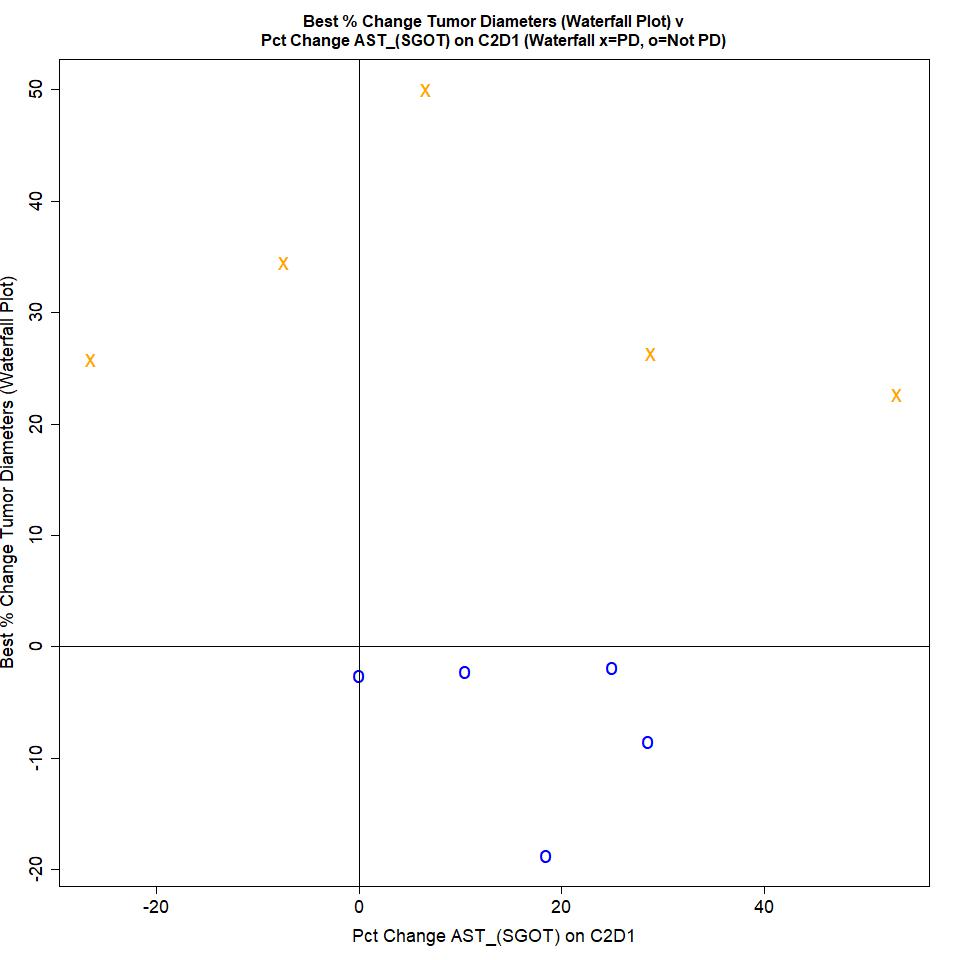 Best % Change Tumor Diameters (Waterfall Plot) v
Pct Change AST_(SGOT) on C2D1 (Waterfall x=PD, o=Not PD)
Best % Change Tumor Diameters (Waterfall Plot)
50
40
30
20
10
0
-10
-20
X
X
X
X
X
O
O
O
O
O
-20
0
20
40
Pct Change AST_(SGOT) on C2D1